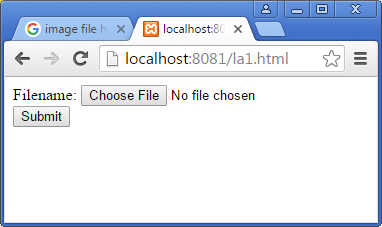 image file h
localhost:80
localhost:8081/la1.html
Filename: Choose File No file chosen
Submit